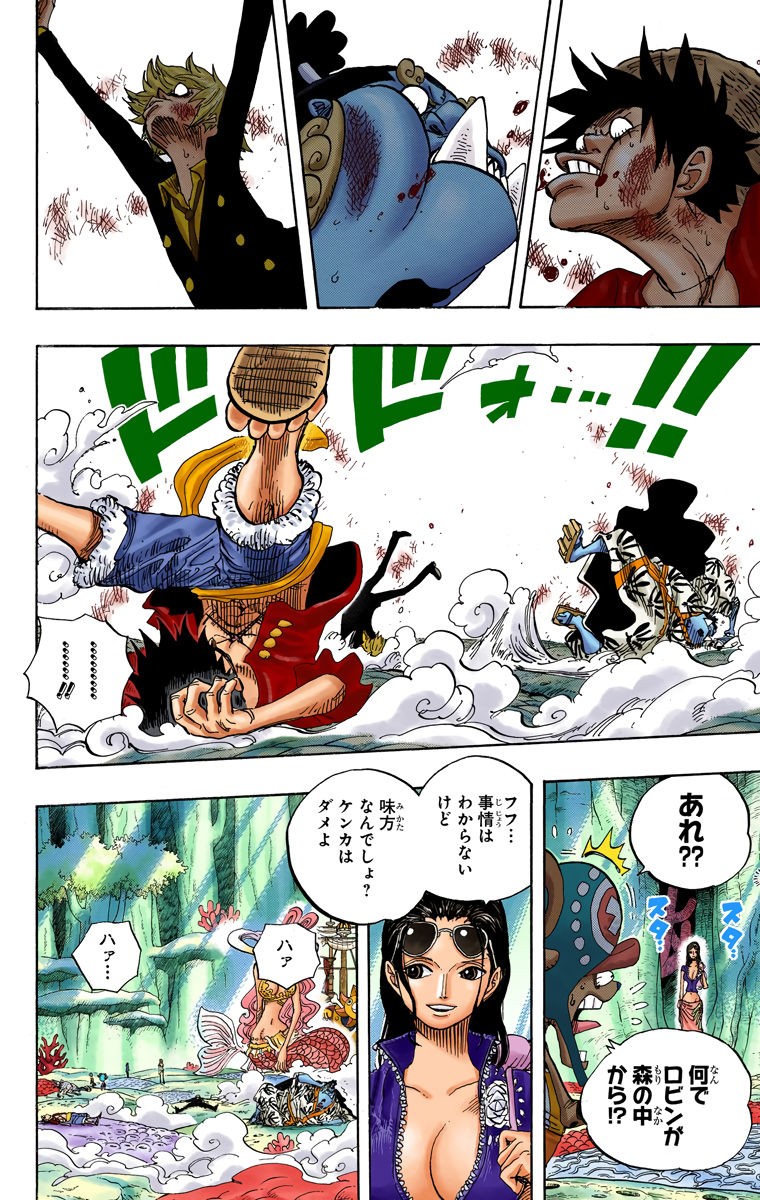 ドドォ…!!
………
………!!
あれ??
スタ…
スタ…
何で
ロビンが
森の中
から!?
フフ…
事情は
わからない
けど
味方
なんでしょ?
ケンカは
ダメよ
ハァ
ハァ…